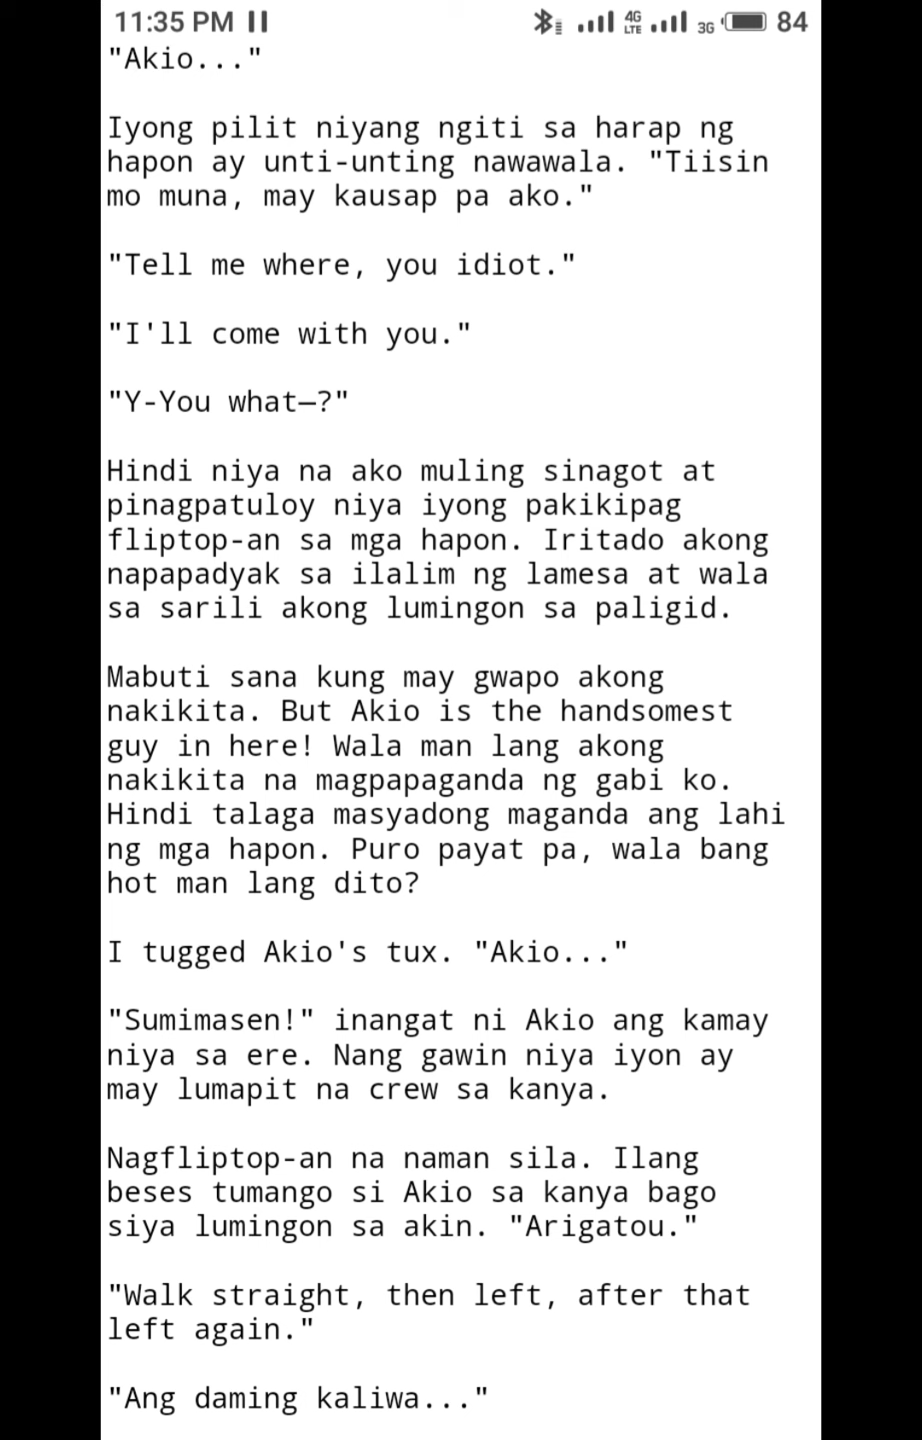 11:35 PM
4G
LTE
3G
84
"Akio..."
Iyong pilit niyang ngiti sa harap ng
hapon ay unti-unting nawawala. "Tiisin
mo muna, may kausap pa ako."
"Tell me where, you idiot."
"I'll come with you."
"Y-You what—?"
Hindi niya na ako muling sinagot at
pinagpatuloy niya iyong pakikipag
fliptop-an sa mga hapon. Iritado akong
napapadyak sa ilalim ng lamesa at wala
sa sarili akong lumingon sa paligid.
Mabuti sana kung may gwapo akong
nakikita. But Akio is the handsomest
guy in here! Wala man lang akong
nakikita na magpapaganda ng gabi ko.
Hindi talaga masyadong maganda ang lahi
ng mga hapon. Puro payat pa, wala bang
hot man lang dito?
I tugged Akio's tux. "Akio..."
"Sumimasen!" inangat ni Akio ang kamay
niya sa ere. Nang gawin niya iyon ay
may lumapit na crew sa kanya.
Nagfliptop-an na naman sila. Ilang
beses tumango si Akio sa kanya bago
siya lumingon sa akin. "Arigatou."
"Walk straight, then left, after that
left again."
"Ang daming kaliwa..."